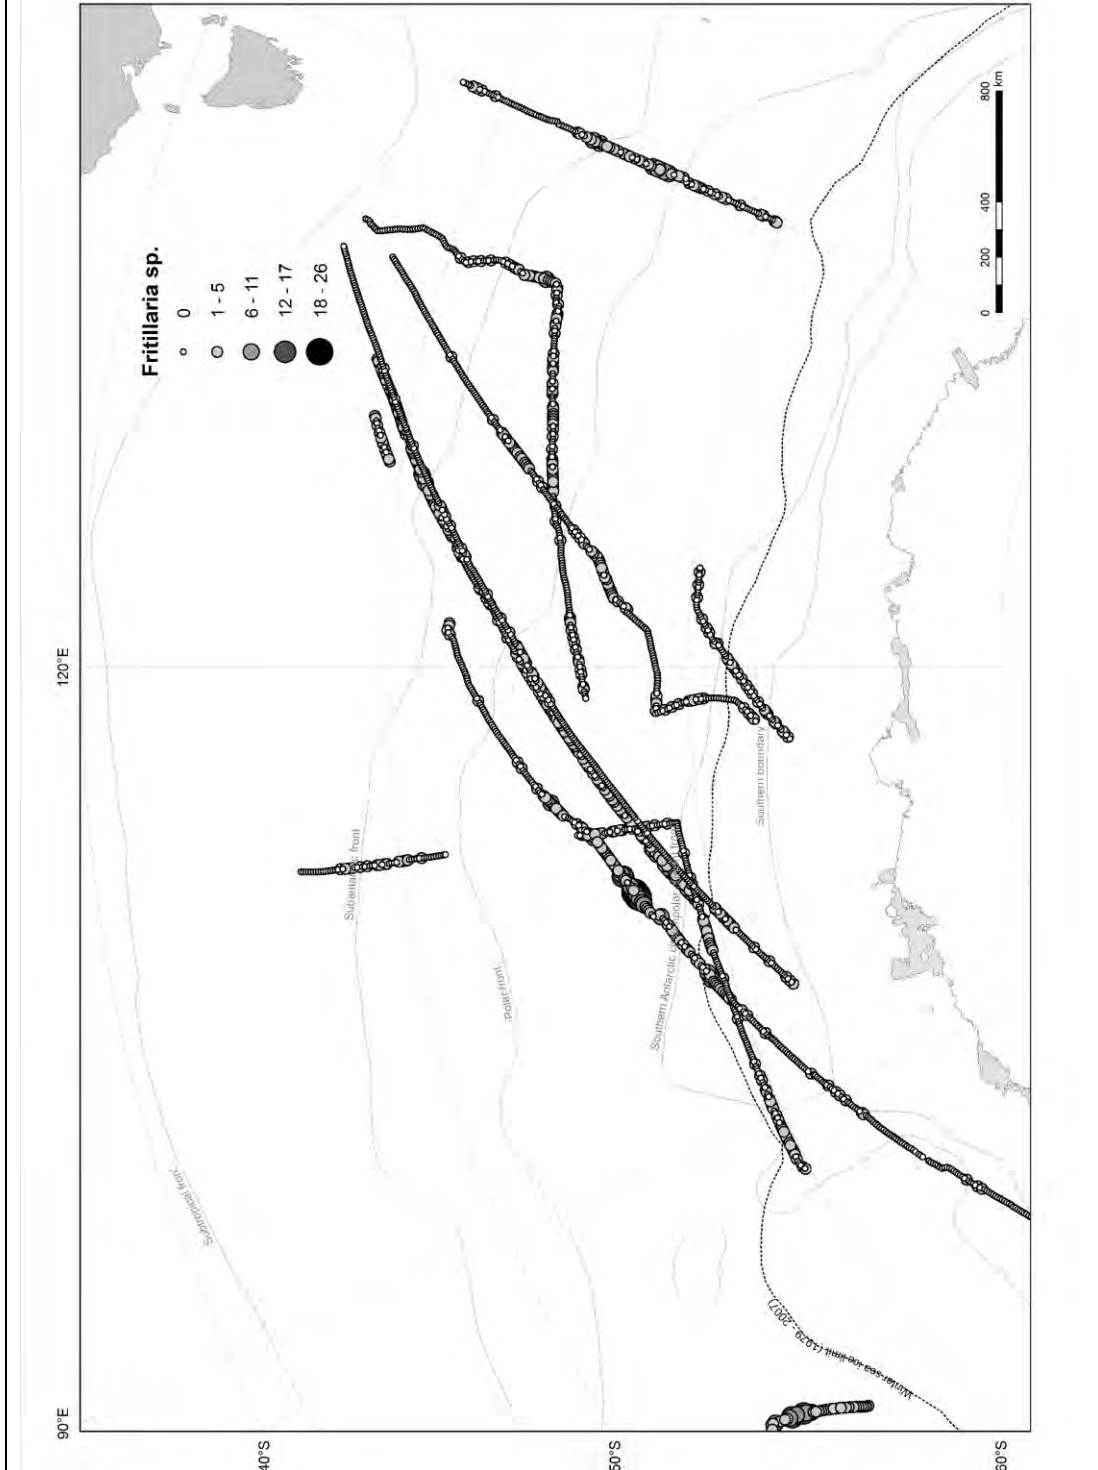 Fritillaria sp.
0
1 - 5
6 - 11
12 - 17
18 - 26
120°E
90°E
40°S
50°S
60°S
0 200 400 800
km
Subtropical front
Subantarctic front
Polar front
Southern Antarctic
front
Southern boundary
Winter sea ice limit (1979 - 2007)